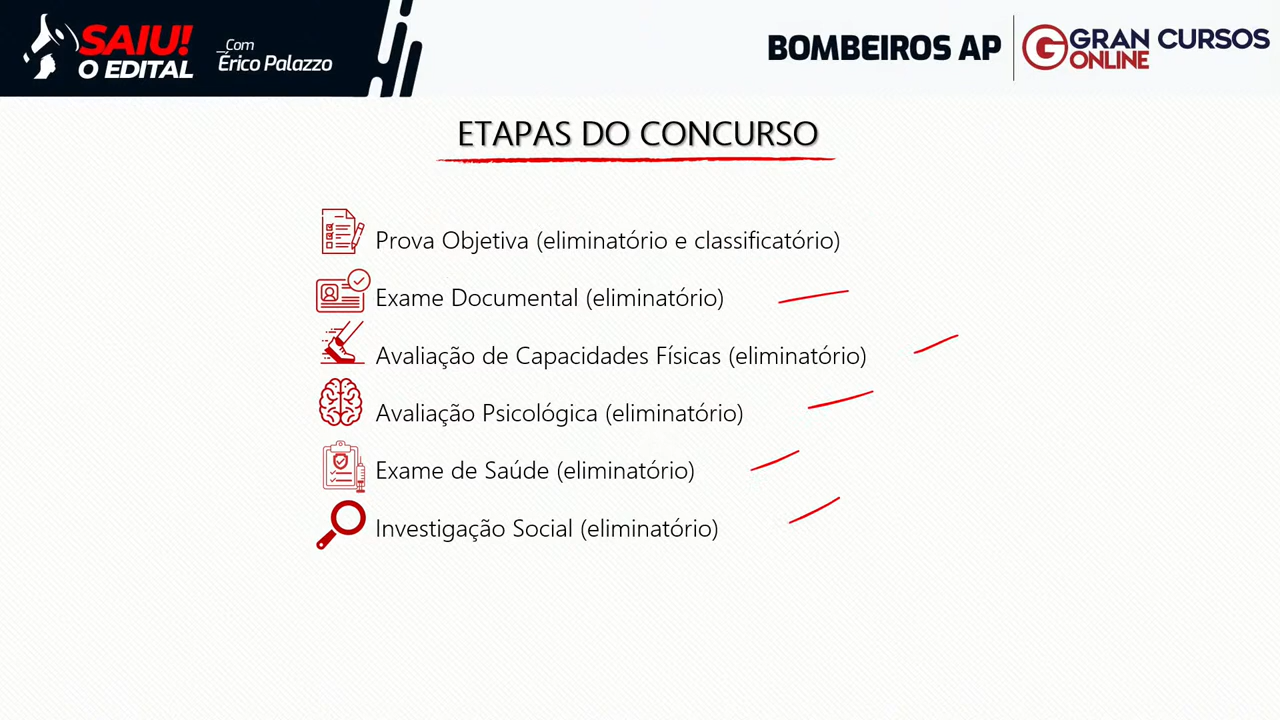 SAIU!
O EDITAL
_Com
Érico Palazzo
BOMBEIROS AP
GRAN CURSOS
ONLINE
ETAPAS DO CONCURSO
Prova Objetiva (eliminatório e classificatório)
Exame Documental (eliminatório)
Avaliação de Capacidades Físicas (eliminatório)
Avaliação Psicológica (eliminatório)
Exame de Saúde (eliminatório)
Investigação Social (eliminatório)